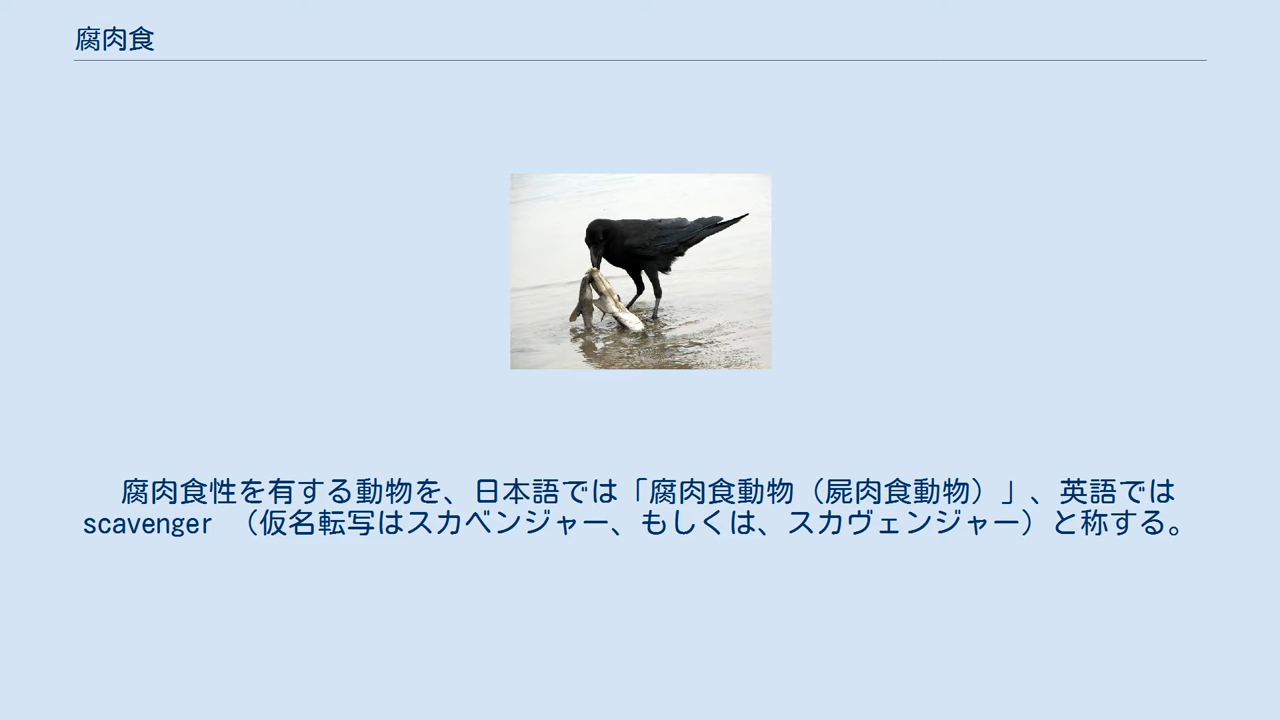 腐肉食
腐肉食性を有する動物を、日本語では「腐肉食動物（屍肉食動物）」、英語では
scavenger （仮名転写はスカベンジャー、もしくは、スカヴェンジャー）と称する。